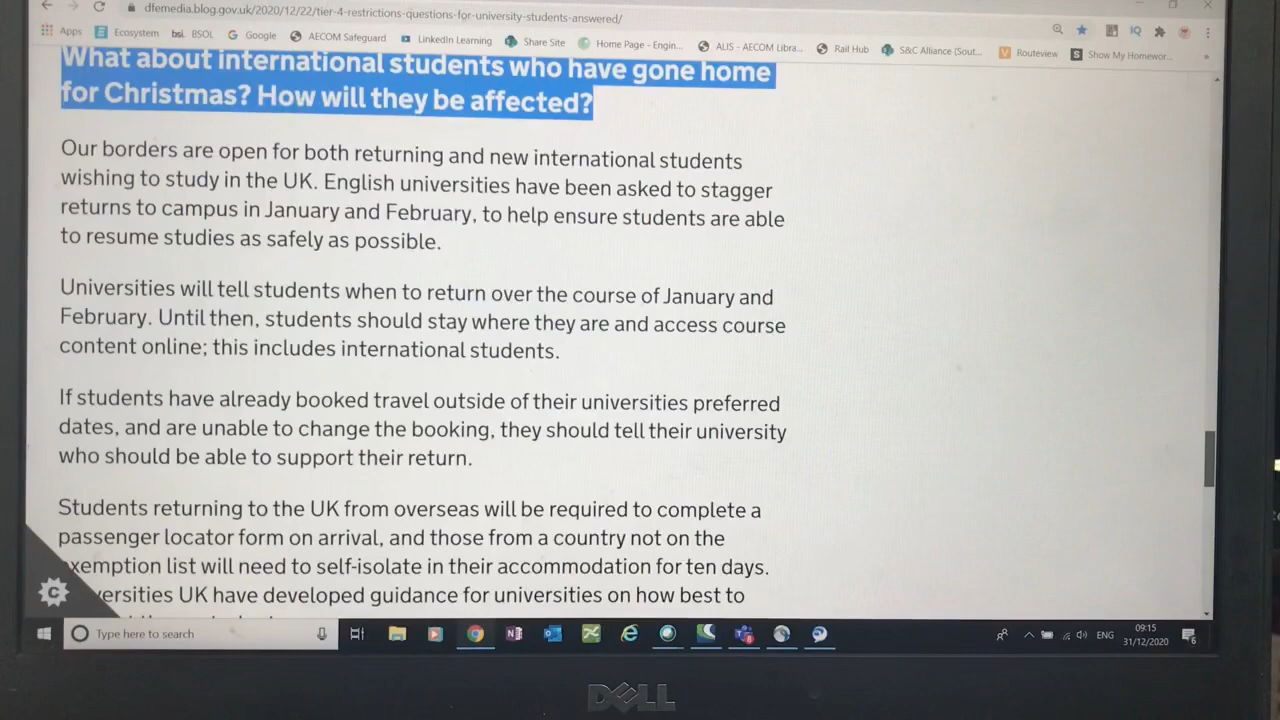 dfemedia.blog.gov.uk/2020/12/22/tier-4-restrictions-questions-for-university-students-answered/
Apps Ecosystem bsi. BSOL Google AECOM Safeguard LinkedIn Learning Share Site Home Page - Engin... ALIS - AECOM Libra... Rail Hub S&C Alliance (Sout... Routeview Show My Homewor... »
What about international students who have gone home
for Christmas? How will they be affected?
Our borders are open for both returning and new international students
wishing to study in the UK. English universities have been asked to stagger
returns to campus in January and February, to help ensure students are able
to resume studies as safely as possible.
Universities will tell students when to return over the course of January and
February. Until then, students should stay where they are and access course
content online; this includes international students.
If students have already booked travel outside of their universities preferred
dates, and are unable to change the booking, they should tell their university
who should be able to support their return.
Students returning to the UK from overseas will be required to complete a
passenger locator form on arrival, and those from a country not on the
xemption list will need to self-isolate in their accommodation for ten days.
ersities UK have developed guidance for universities on how best to
Type here to search
ENG
09:15
31/12/2020
DELL